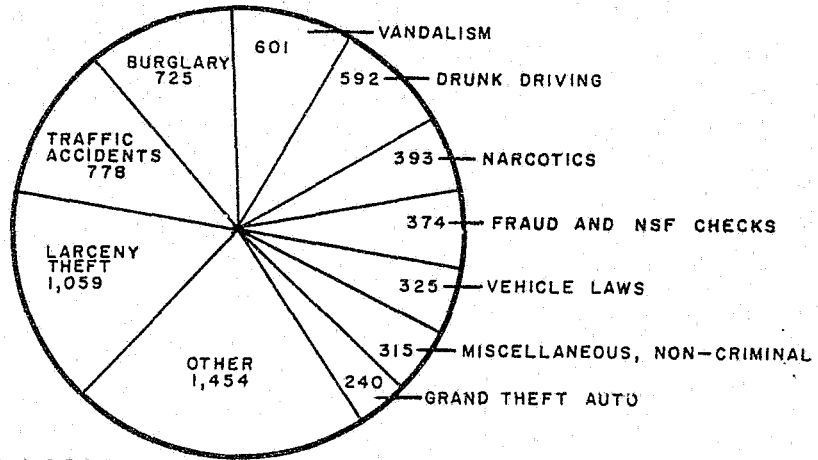 601 VANDALISM
BURGLARY
725
592 DRUNK DRIVING
TRAFFIC
ACCIDENTS
778
393 NARCOTICS
374 FRAUD AND NSF CHECKS
LARCENY
THEFT
1,059
325 VEHICLE LAWS
315 MISCELLANEOUS, NON-CRIMINAL
OTHER
1,454
240 GRAND THEFT AUTO